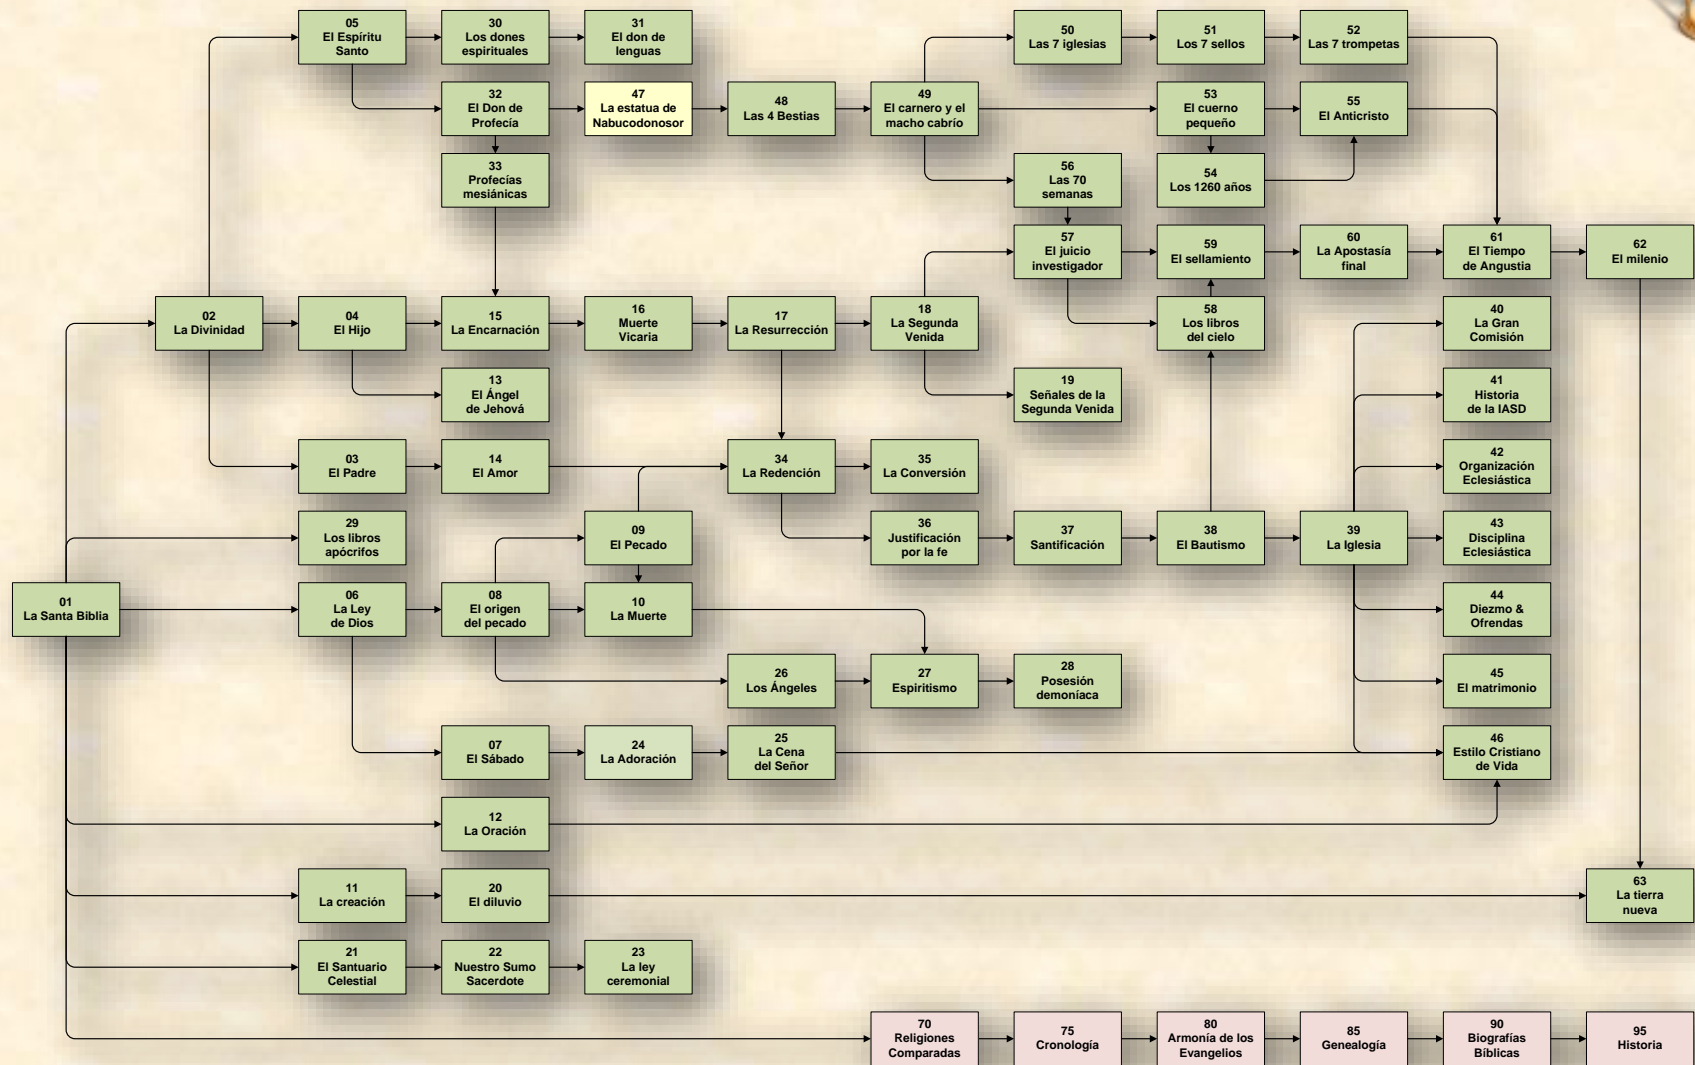 05
El Espíritu
Santo
30
Los dones
espirituales
31
El don de
lenguas
50
Las 7 iglesias
51
Los 7 sellos
52
Las 7 trompetas
32
El Don de
Profecía
47
La estatua de
Nabucodonosor
48
Las 4 Bestias
49
El carnero y el
macho cabrío
53
El cuerno
pequeño
55
El Anticristo
33
Profecías
mesiánicas
56
Las 70
semanas
54
Los 1260 años
57
El juicio
investigador
59
El sellamiento
60
La Apostasía
final
61
El Tiempo
de Angustia
62
El milenio
02
La Divinidad
04
El Hijo
15
La Encarnación
16
Muerte
Vicaria
17
La Resurrección
18
La Segunda
Venida
58
Los libros
del cielo
40
La Gran
Comisión
13
El Ángel
de Jehová
19
Señales de la
Segunda Venida
41
Historia
de la IASD
03
El Padre
14
El Amor
34
La Redención
35
La Conversión
42
Organización
Eclesiástica
29
Los libros
apócrifos
09
El Pecado
36
Justificación
por la fe
37
Santificación
38
El Bautismo
39
La Iglesia
43
Disciplina
Eclesiástica
01
La Santa Biblia
06
La Ley
de Dios
08
El origen
del pecado
10
La Muerte
44
Diezmo &
Ofrendas
26
Los Ángeles
27
Espiritismo
28
Posesión
demoníaca
45
El matrimonio
07
El Sábado
24
La Adoración
25
La Cena
del Señor
46
Estilo Cristiano
de Vida
12
La Oración
11
La creación
20
El diluvio
63
La tierra
nueva
21
El Santuario
Celestial
22
Nuestro Sumo
Sacerdote
23
La ley
ceremonial
70
Religiones
Comparadas
75
Cronología
80
Armonía de los
Evangelios
85
Genealogía
90
Biografías
Bíblicas
95
Historia